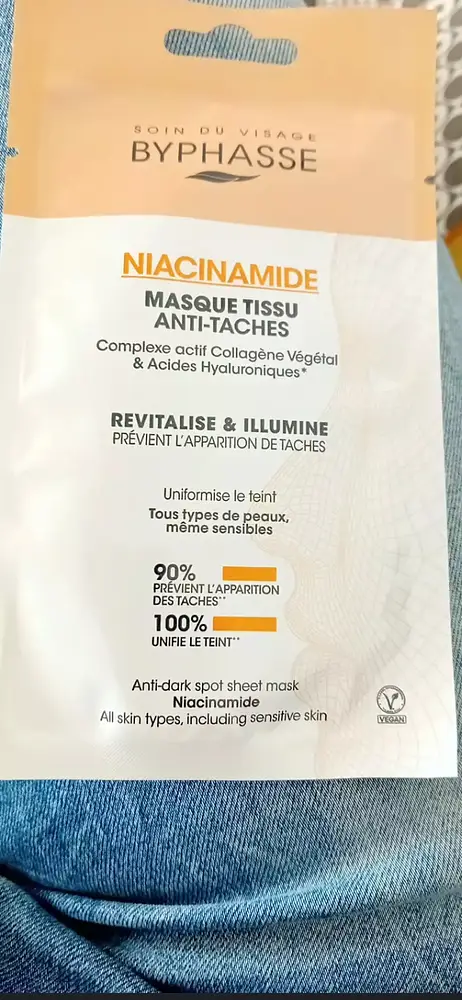 SOIN DU VISAGE
BYPHASSE
NIACINAMIDE
MASQUE TISSU
ANTI-TACHES
Complexe actif Collagène Végétal
& Acides Hyaluroniques*
REVITALISE & ILLUMINE
PRÉVIENT L'APPARITION DE TACHES
Uniformise le teint
Tous types de peaux,
même sensibles
90%
PRÉVIENT L'APPARITION
DES TACHES**
100%
UNIFIE LE TEINT**
Anti-dark spot sheet mask
Niacinamide
All skin types, including sensitive skin
V
VEGAN